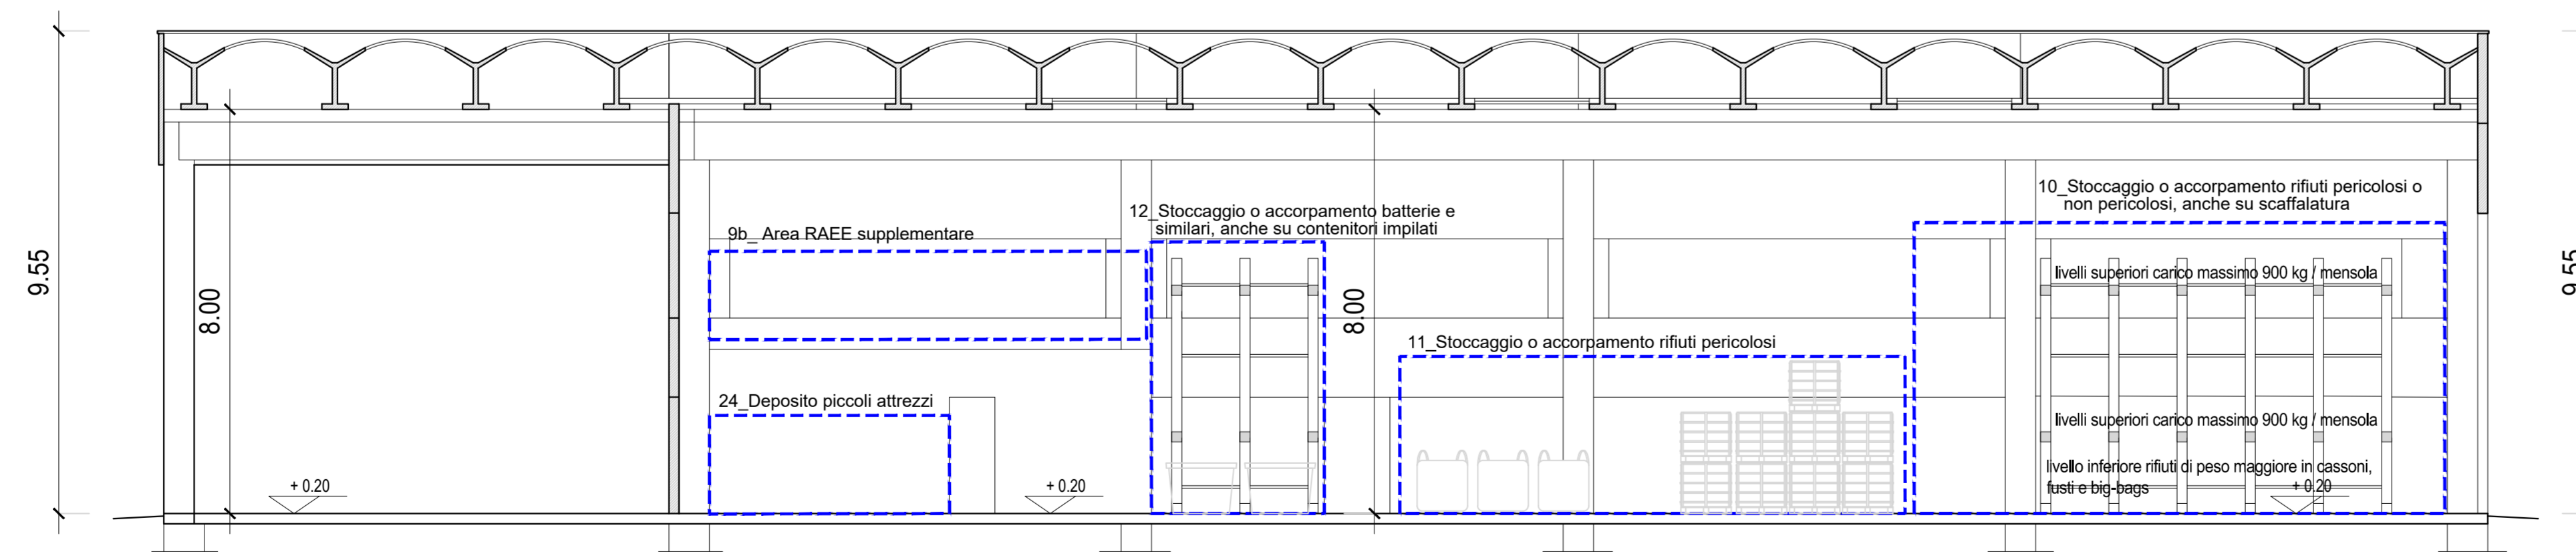 10_Stoccaggio o accorpamento rifiuti pericolosi o
non pericolosi, anche su scaffalatura
12_Stoccaggio o accorpamento batterie e
similari, anche su contenitori impilati
9b_ Area RAEE supplementare
9.55
8.00
8.00
9.55
livelli superiori carico massimo 900 kg / mensola
11_Stoccaggio o accorpamento rifiuti pericolosi
24_Deposito piccoli attrezzi
livelli superiori carico massimo 900 kg / mensola
livello inferiore rifiuti di peso maggiore in cassoni,
fusti e big-bags
+ 0.20
+ 0.20
+ 0.20